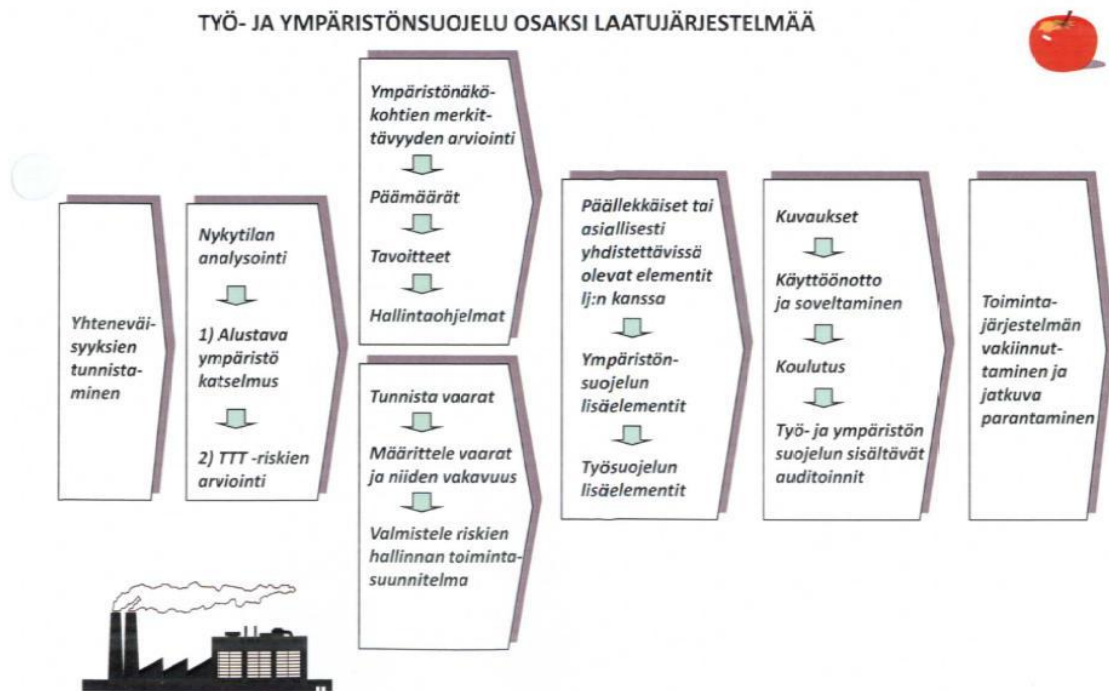 TYÖ- JA YMPÄRISTÖNSUOJELU OSAKSI LAATUJÄRJESTELMÄÄ
Yhteneväi-
syyksien
tunnista-
minen
Nykytilan
analysointi
1) Alustava
ympäristö
katselmus
2) TTT -riskien
arviointi
Ympäristönäkö-
kohtien merkit-
tävyyden arviointi
Päämäärät
Tavoitteet
Hallintaohjelmat
Tunnista vaarat
Määrittele vaarat
ja niiden vakavuus
Valmistele riskien
hallinnan toiminta-
suunnitelma
Päällekkäiset tai
asiallisesti
yhdistettävissä
olevat elementit
lj:n kanssa
Ympäristön-
suojelun
lisäelementit
Työsuojelun
lisäelementit
Kuvaukset
Käyttöönotto
ja soveltaminen
Koulutus
Työ- ja ympäristön
suojelun sisältävät
auditoinnit
Toiminta-
järjestelmän
vakiinnut-
taminen ja
jatkuva
parantaminen